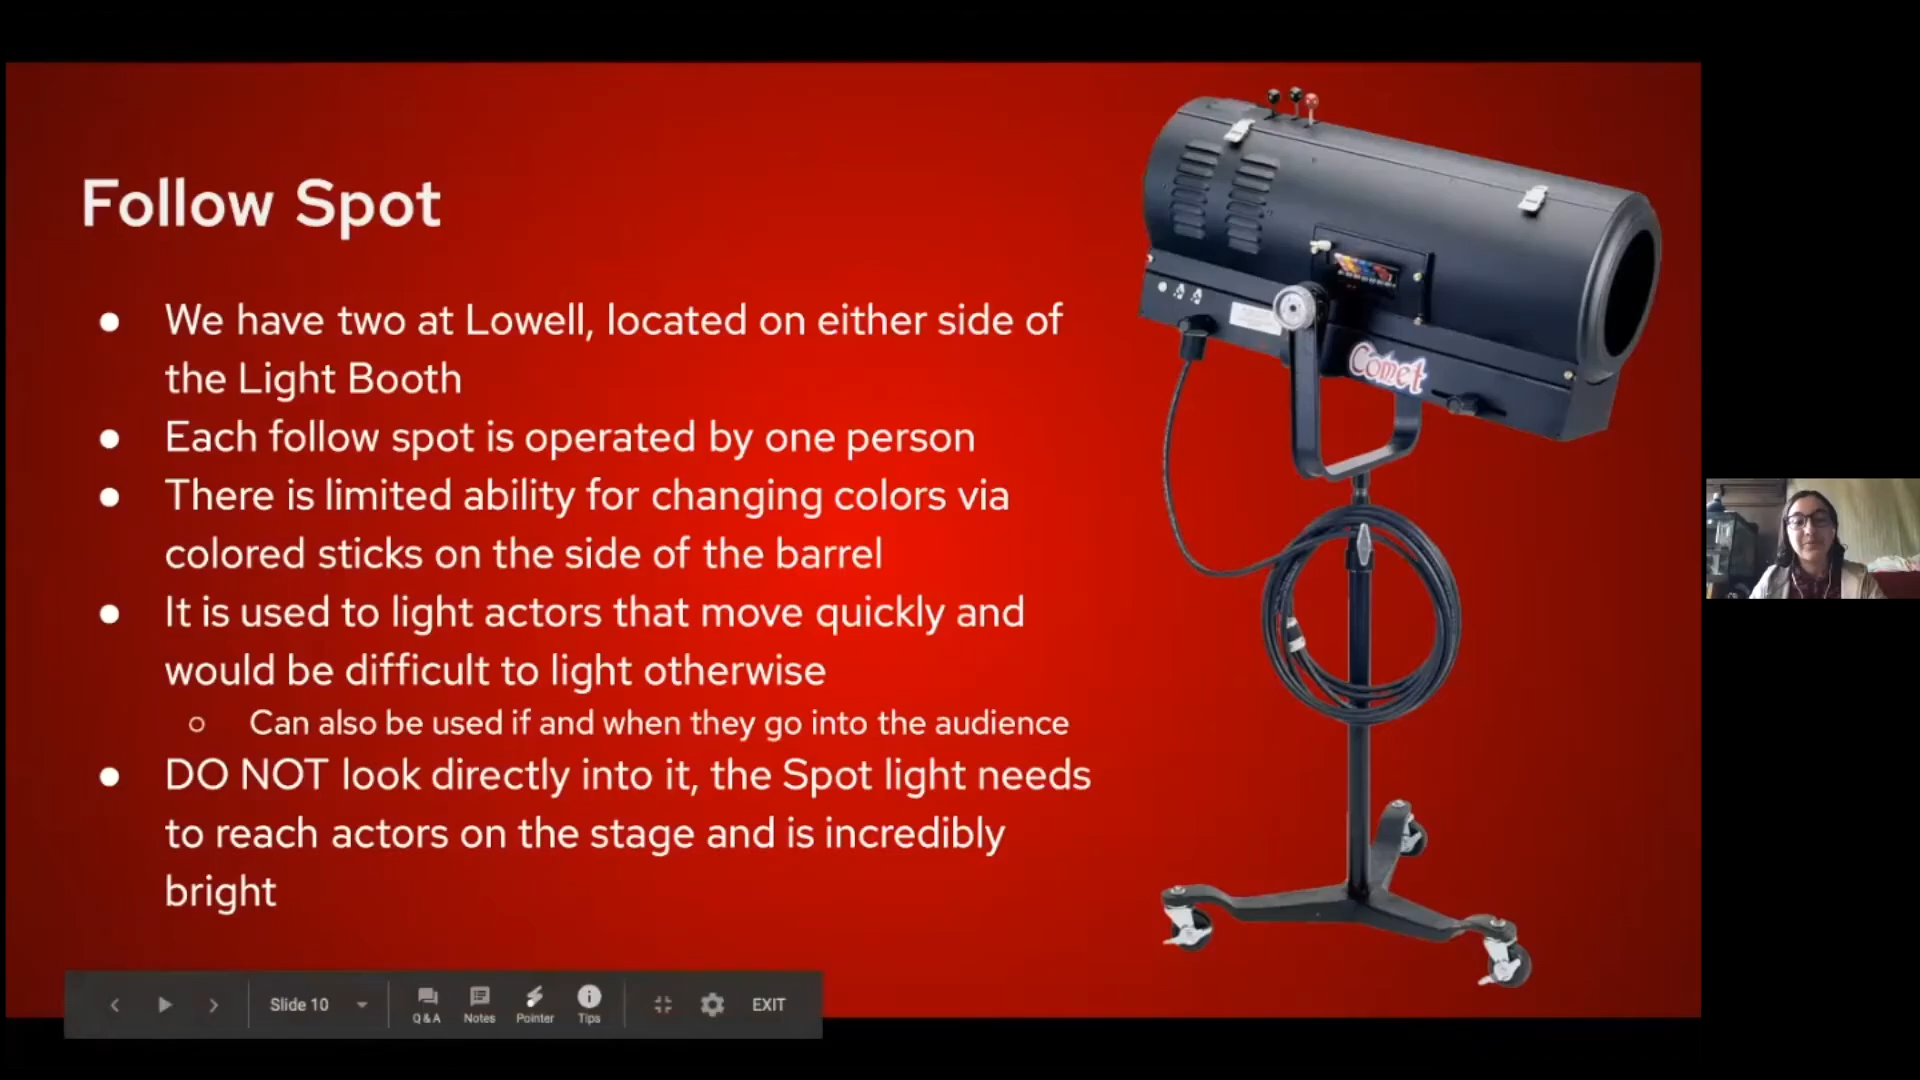 Follow Spot
● We have two at Lowell, located on either side of
the Light Booth
● Each follow spot is operated by one person
● There is limited ability for changing colors via
colored sticks on the side of the barrel
● It is used to light actors that move quickly and
would be difficult to light otherwise
○ Can also be used if and when they go into the audience
● DO NOT look directly into it, the Spot light needs
to reach actors on the stage and is incredibly
bright
Comet
Slide 10
Q&A Notes Pointer Tips
EXIT